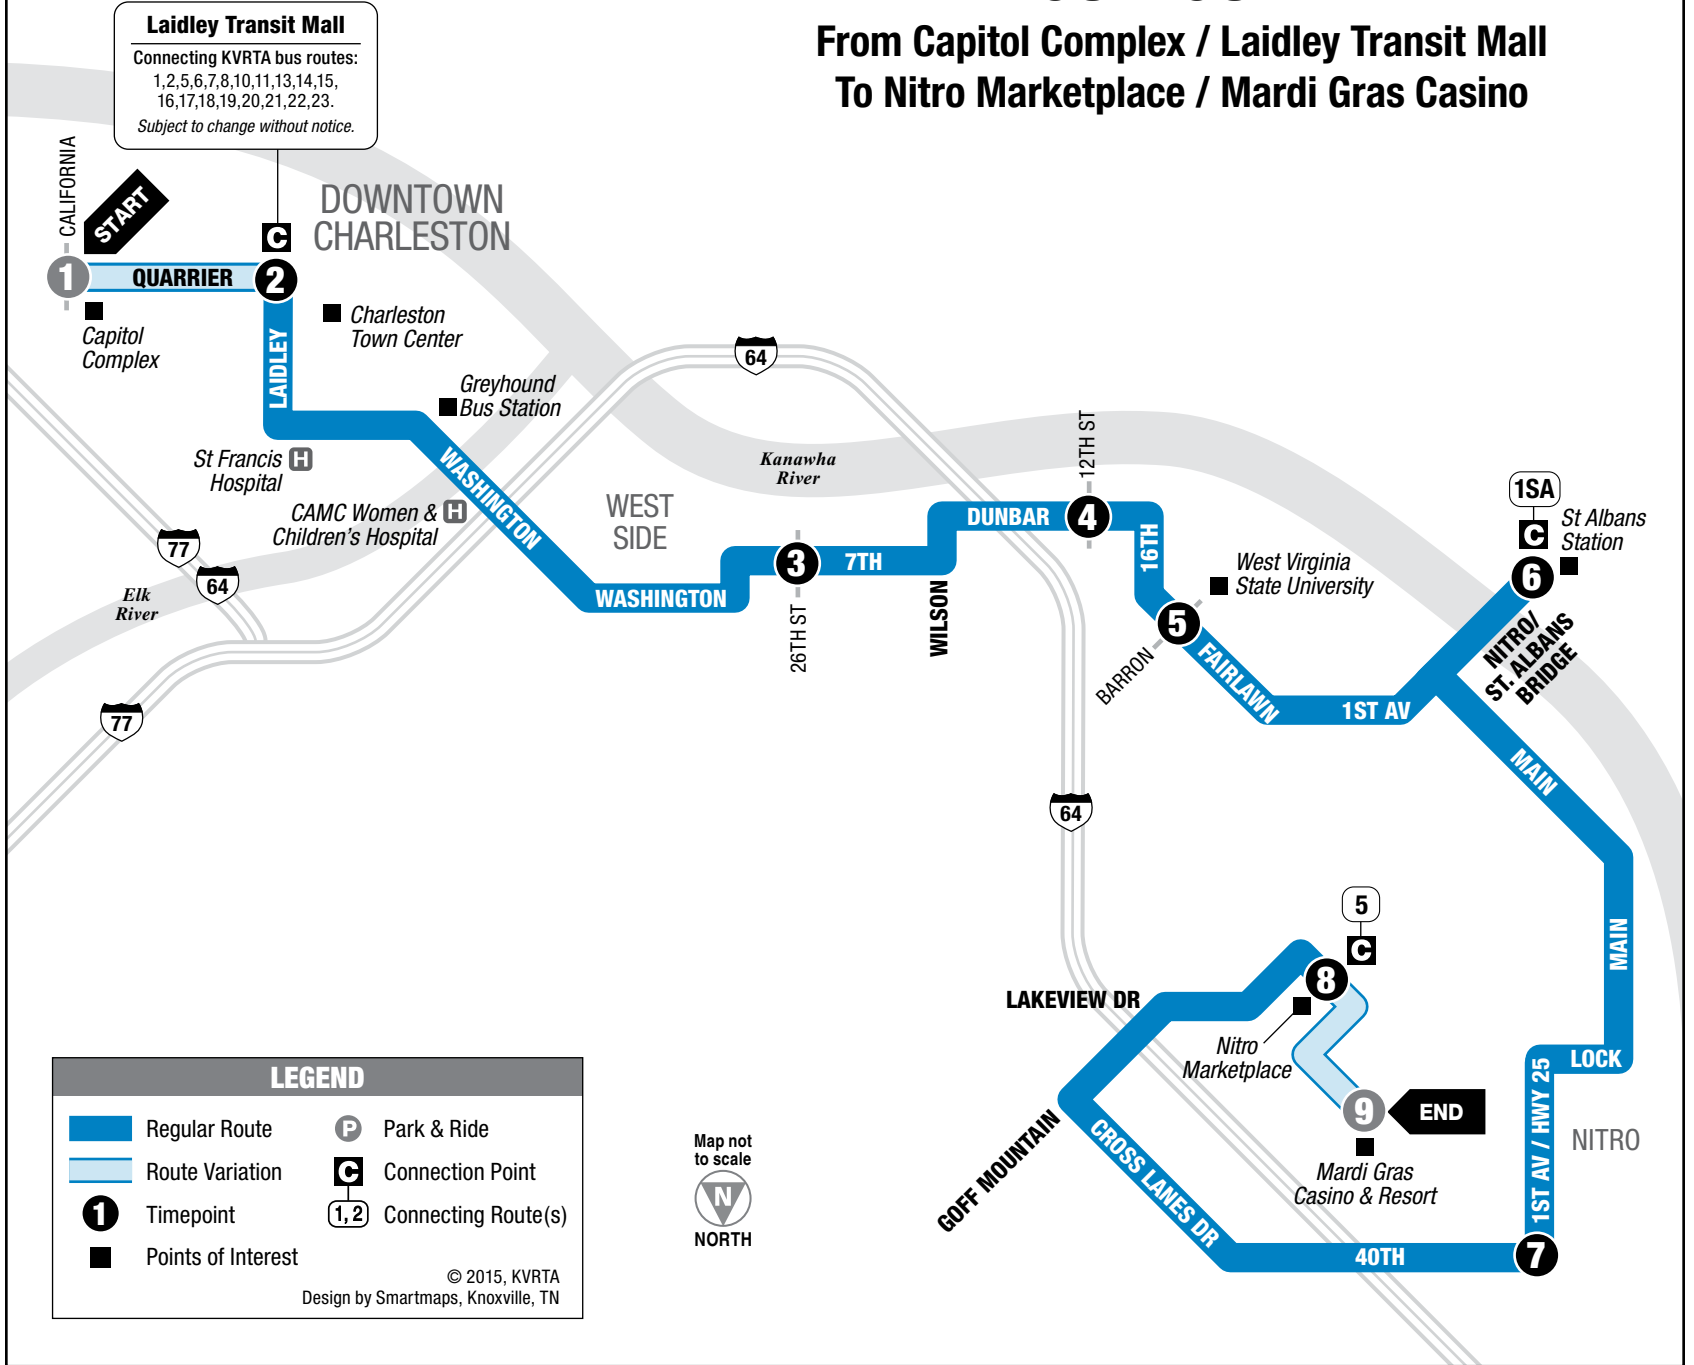 From Capitol Complex / Laidley Transit Mall
To Nitro Marketplace / Mardi Gras Casino
Laidley Transit Mall
Connecting KVRTA bus routes:
1,2,5,6,7,8,10,11,13,14,15,
16,17,18,19,20,21,22,23.
Subject to change without notice.
CALIFORNIA
START
C
DOWNTOWN
CHARLESTON
1
QUARRIER
2
Capitol
Complex
LAIDLEY
Charleston
Town Center
Greyhound
Bus Station
St Francis H
Hospital
CAMC Women & H
Children's Hospital
WASHINGTON
77
64
Elk
River
77
64
Kanawha
River
WEST
SIDE
WASHINGTON
3
26TH ST
7TH
WILSON
DUNBAR
12TH ST
4
16TH
5
BARRON
West Virginia
State University
FAIRLAWN
1ST AV
1SA
C
St Albans
Station
6
NITRO/
ST. ALBANS
BRIDGE
MAIN
MAIN
64
LOCK
1ST AV / HWY 25
NITRO
7
40TH
CROSS LANES DR
GOFF MOUNTAIN
LAKEVIEW DR
5
C
8
Nitro
Marketplace
9
END
Mardi Gras
Casino & Resort
Map not
to scale
N
NORTH
LEGEND
Regular Route
P Park & Ride
Route Variation
C Connection Point
1 Timepoint
1, 2 Connecting Route(s)
Points of Interest
© 2015, KVRTA
Design by Smartmaps, Knoxville, TN